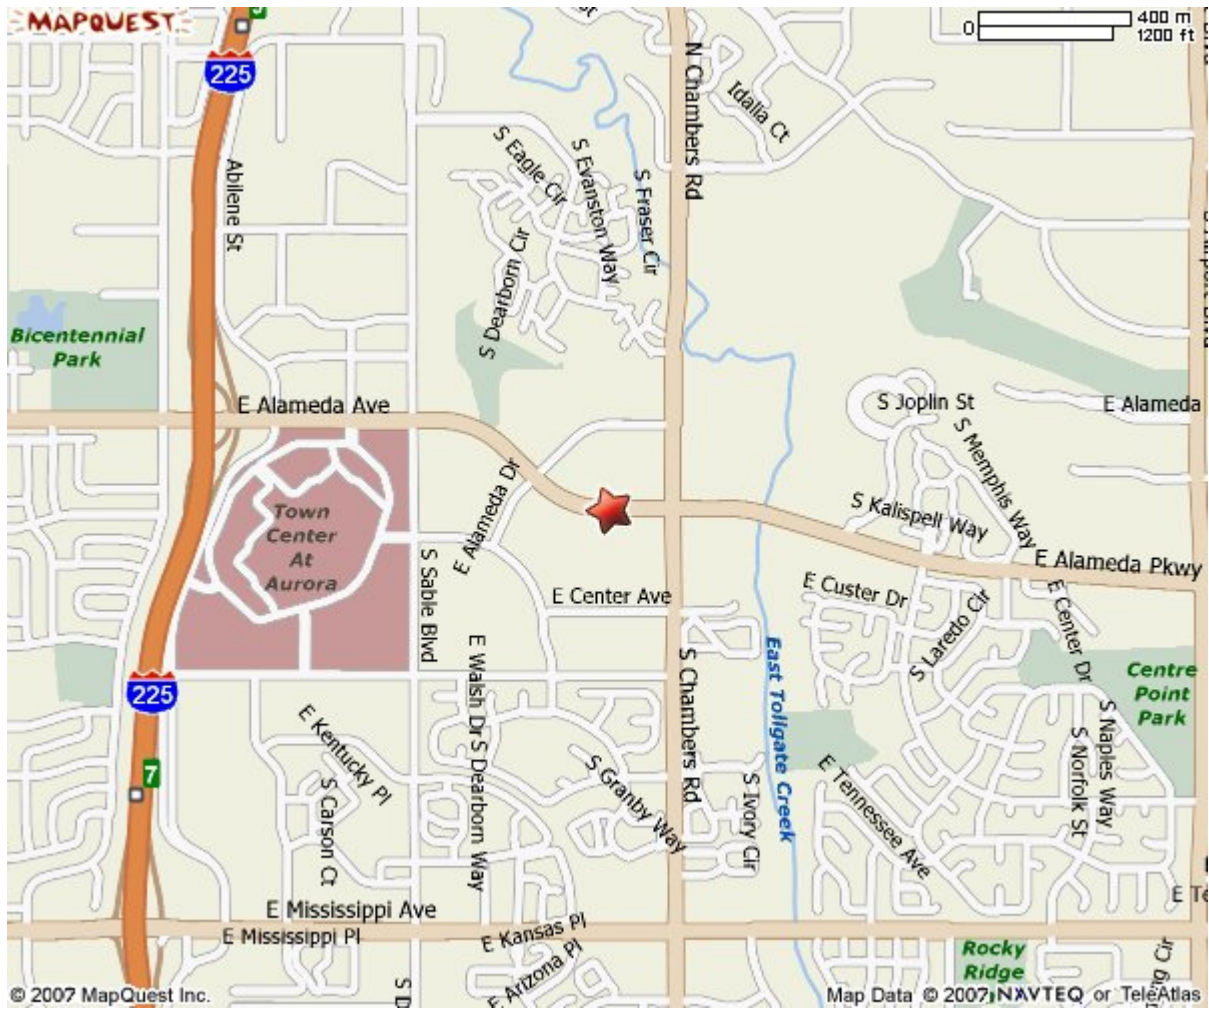 MAPQUEST
400 m
0
1200 ft
225
N Chambers Rd
Idalia Ct
S Eagle Cir
S Evanston Way
S Fraser Cir
Abilene St
S Dearborn Cir
Bicentennial
Park
E Alameda Ave
S Joplin St
E Alameda
S Memphis Way
E Alameda Dr
S Kalispell Way
Town
Center
At
Aurora
S Sable Blvd
E Alameda Pkwy
E Custer Dr
E Center Ave
E Center Dr
S Laredo Cir
E Walsh Dr
S Chambers Rd
East Tollgate Creek
Centre
Point
Park
225
E Kentucky Pl
S Naples Way
S Norfolk St
S Dearborn Way
S Granby Way
S Ivory Cir
E Tennessee Ave
7
S Carson Ct
E Mississippi Ave
E Mississippi Pl
E Kansas Pl
E Arizona Pl
Rocky
Ridge
© 2007 MapQuest Inc.
Map Data © 2007 NAVTEQ or TeleAtlas